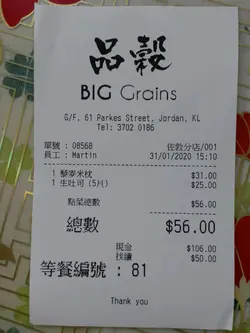 品穀
BIG Grains
G/F, 61 Parkes Street, Jordan, KL
Tel: 3702 0186
單號 : 08568 佐敦分店/001
員工 : Martin 31/01/2020 15:10
1 藜麥米枕 $31.00
1 生吐司 (5片) $25.00
點菜總數 $56.00
總數 $56.00
現金 $106.00
找續 $50.00
等餐編號 : 81
Thank you